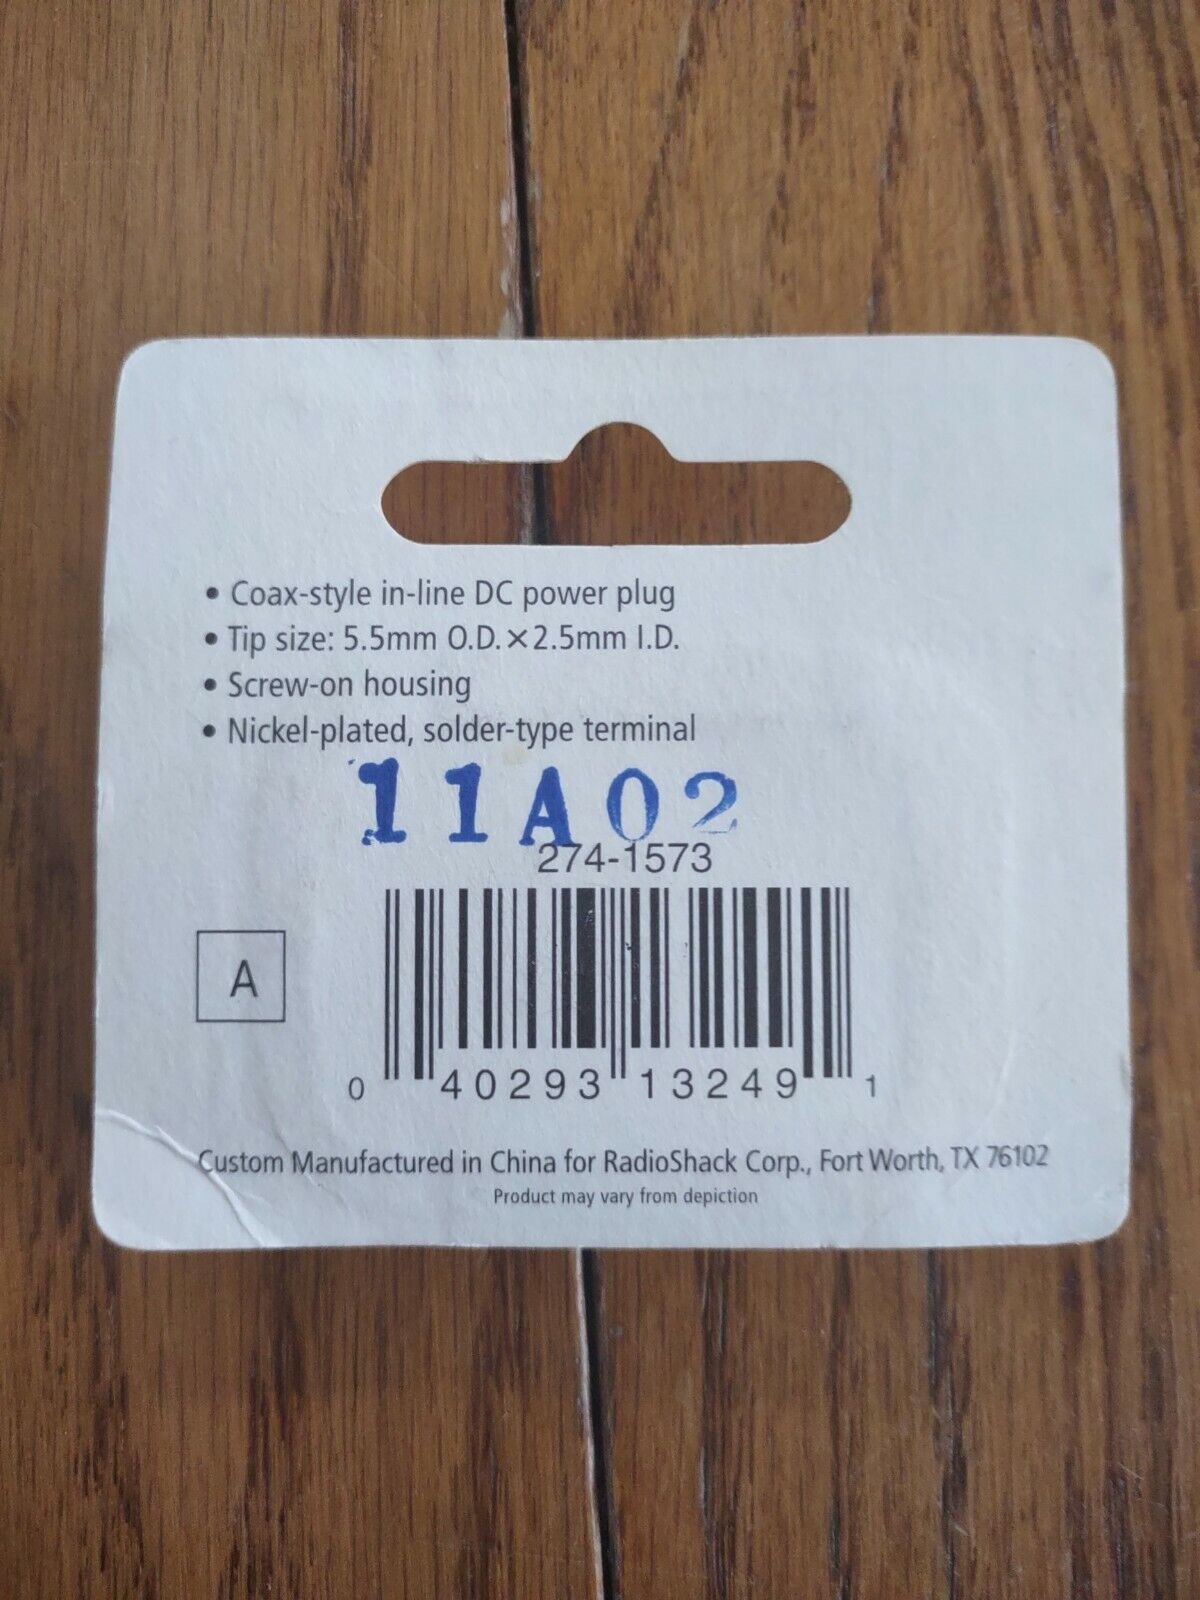 • Coax-style in-line DC power plug
• Tip size: 5.5mm O.D.×2.5mm I.D.
• Screw-on housing
• Nickel-plated, solder-type terminal
11A02
274-1573
A
0 40293 13249 1
Custom Manufactured in China for RadioShack Corp., Fort Worth, TX 76102
Product may vary from depiction